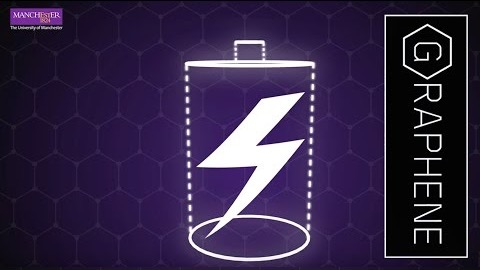 MANCHESTER
1824
The University of Manchester
GRAPHENE